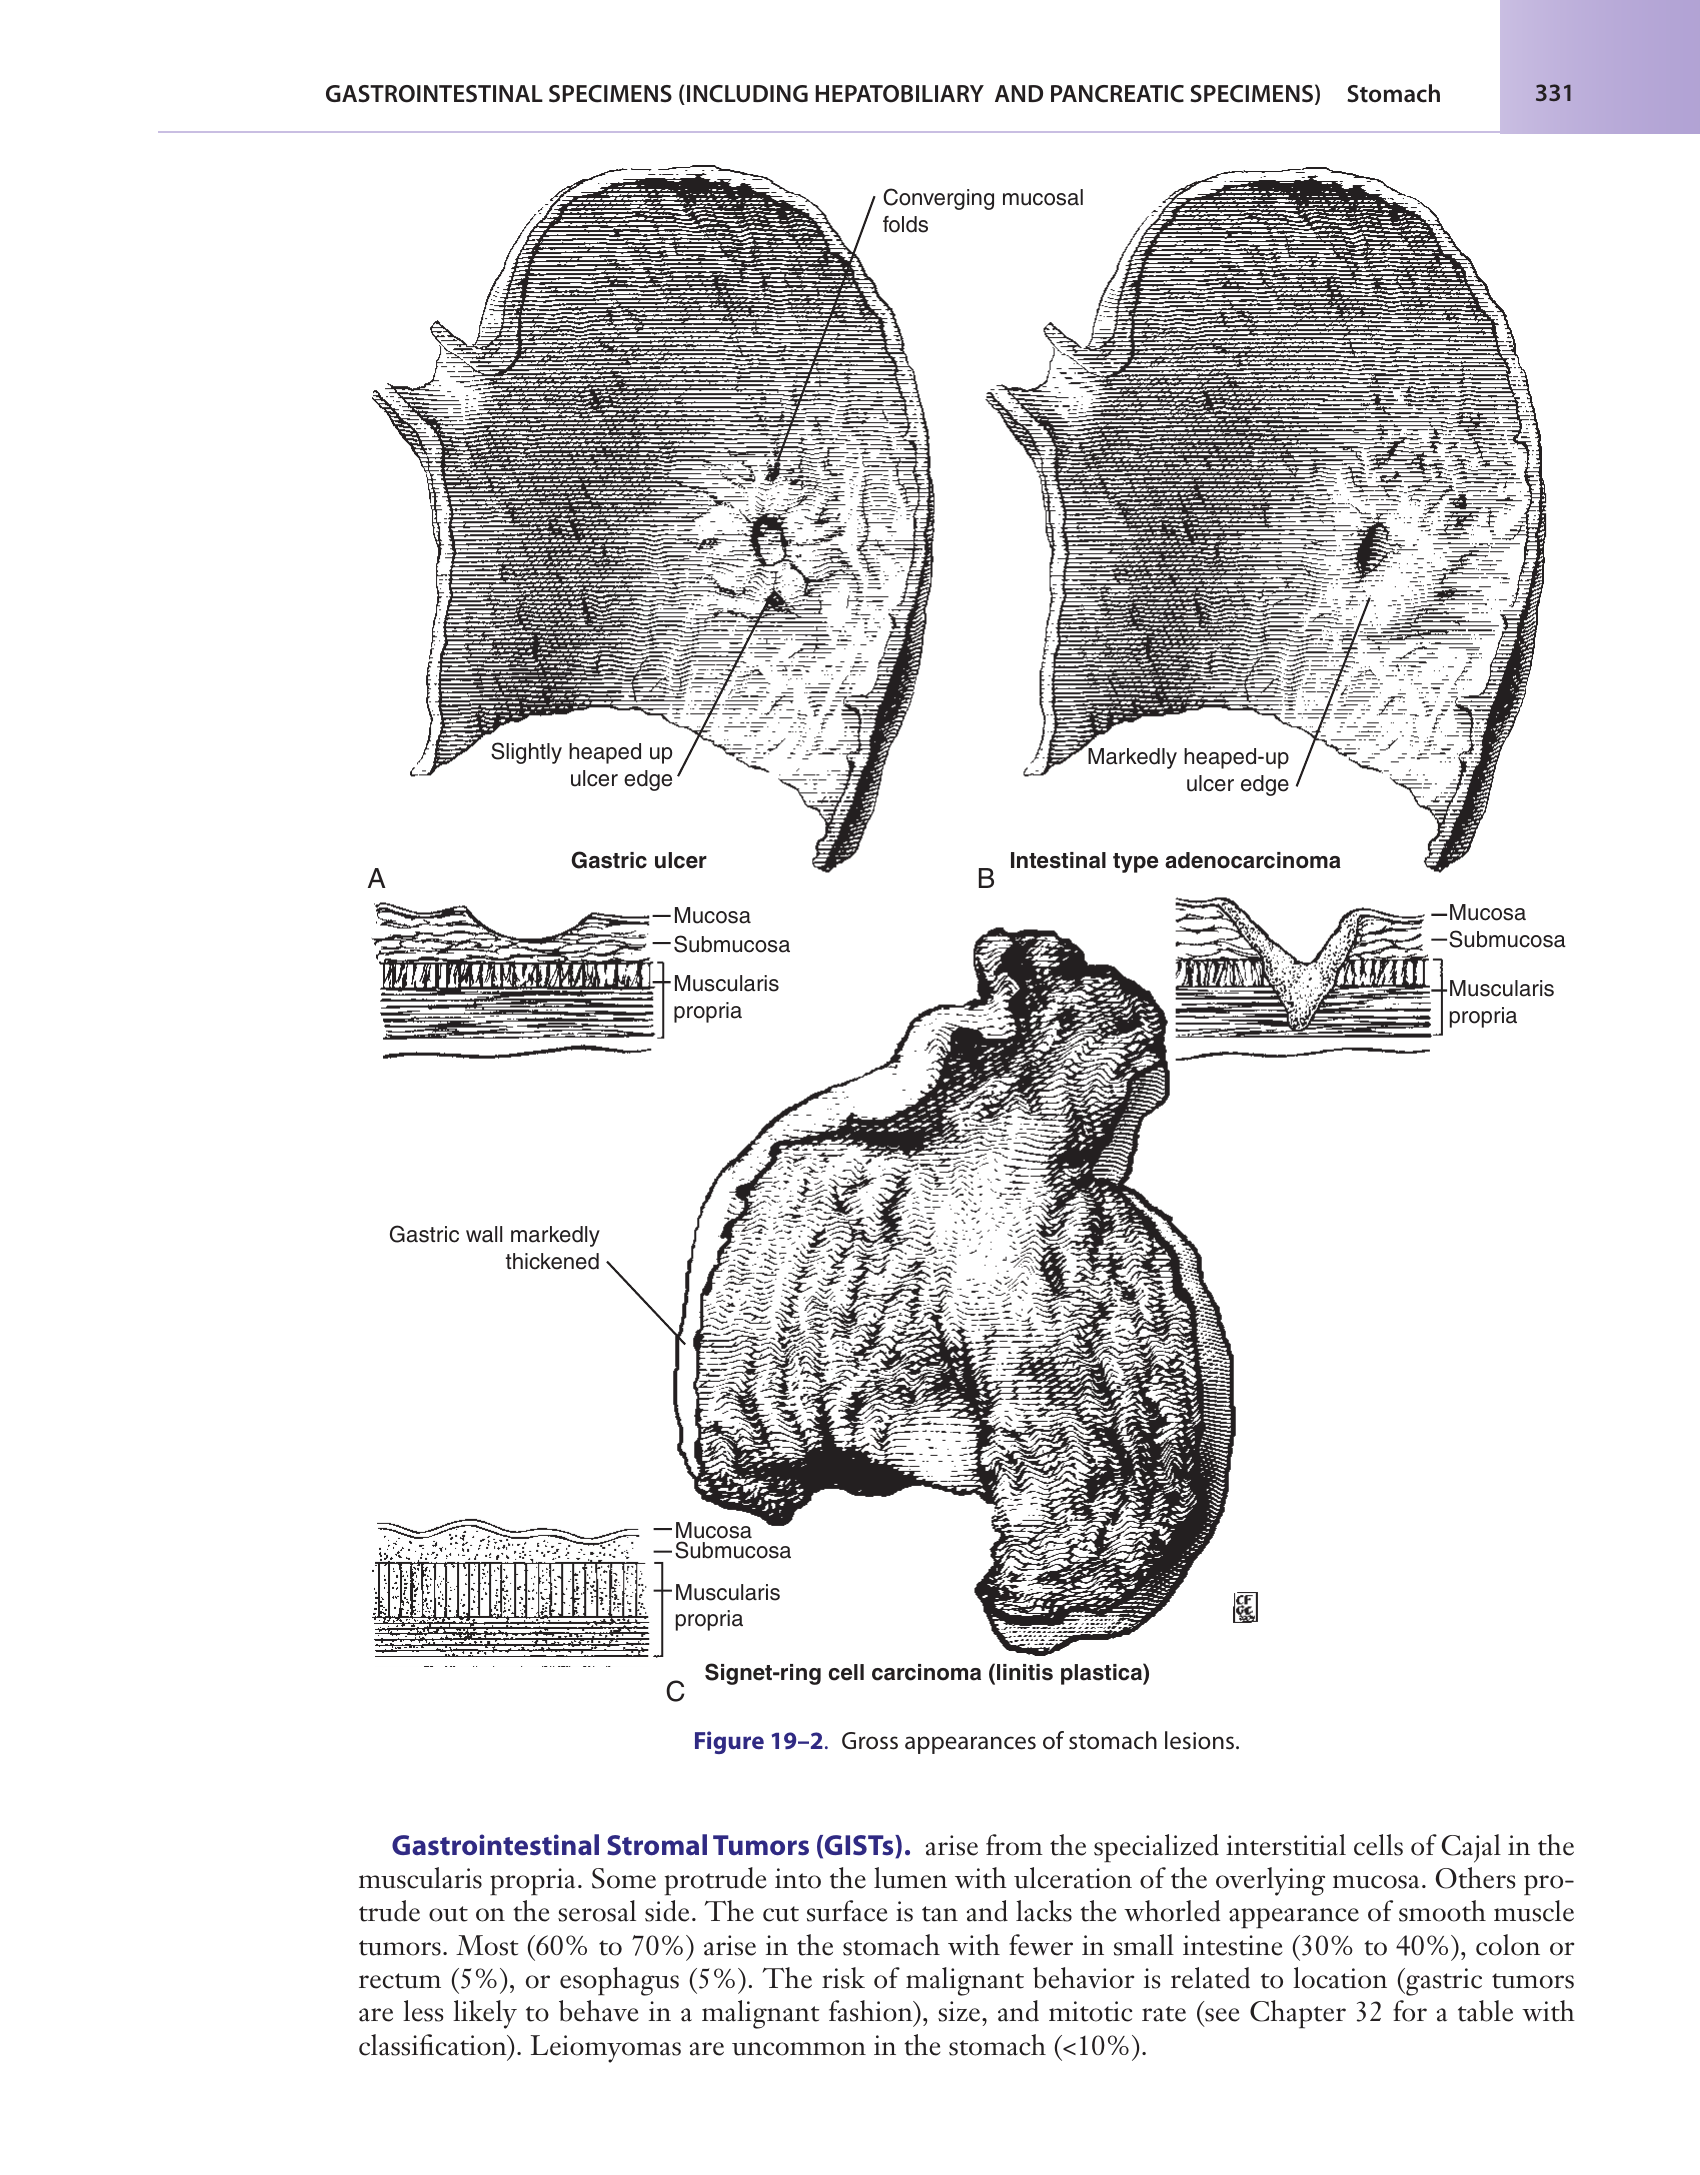 GASTROINTESTINAL SPECIMENS (INCLUDING HEPATOBILIARY AND PANCREATIC SPECIMENS) Stomach 331
Converging mucosal
folds
Slightly heaped up
ulcer edge
Markedly heaped-up
ulcer edge
Gastric ulcer
A
Intestinal type adenocarcinoma
B
Mucosa
Submucosa
Muscularis
propria
Mucosa
Submucosa
Muscularis
propria
Gastric wall markedly
thickened
Mucosa
Submucosa
Muscularis
propria
Signet-ring cell carcinoma (linitis plastica)
C
Figure 19–2. Gross appearances of stomach lesions.
Gastrointestinal Stromal Tumors (GISTs). arise from the specialized interstitial cells of Cajal in the
muscularis propria. Some protrude into the lumen with ulceration of the overlying mucosa. Others pro-
trude out on the serosal side. The cut surface is tan and lacks the whorled appearance of smooth muscle
tumors. Most (60% to 70%) arise in the stomach with fewer in small intestine (30% to 40%), colon or
rectum (5%), or esophagus (5%). The risk of malignant behavior is related to location (gastric tumors
are less likely to behave in a malignant fashion), size, and mitotic rate (see Chapter 32 for a table with
classification). Leiomyomas are uncommon in the stomach (<10%).